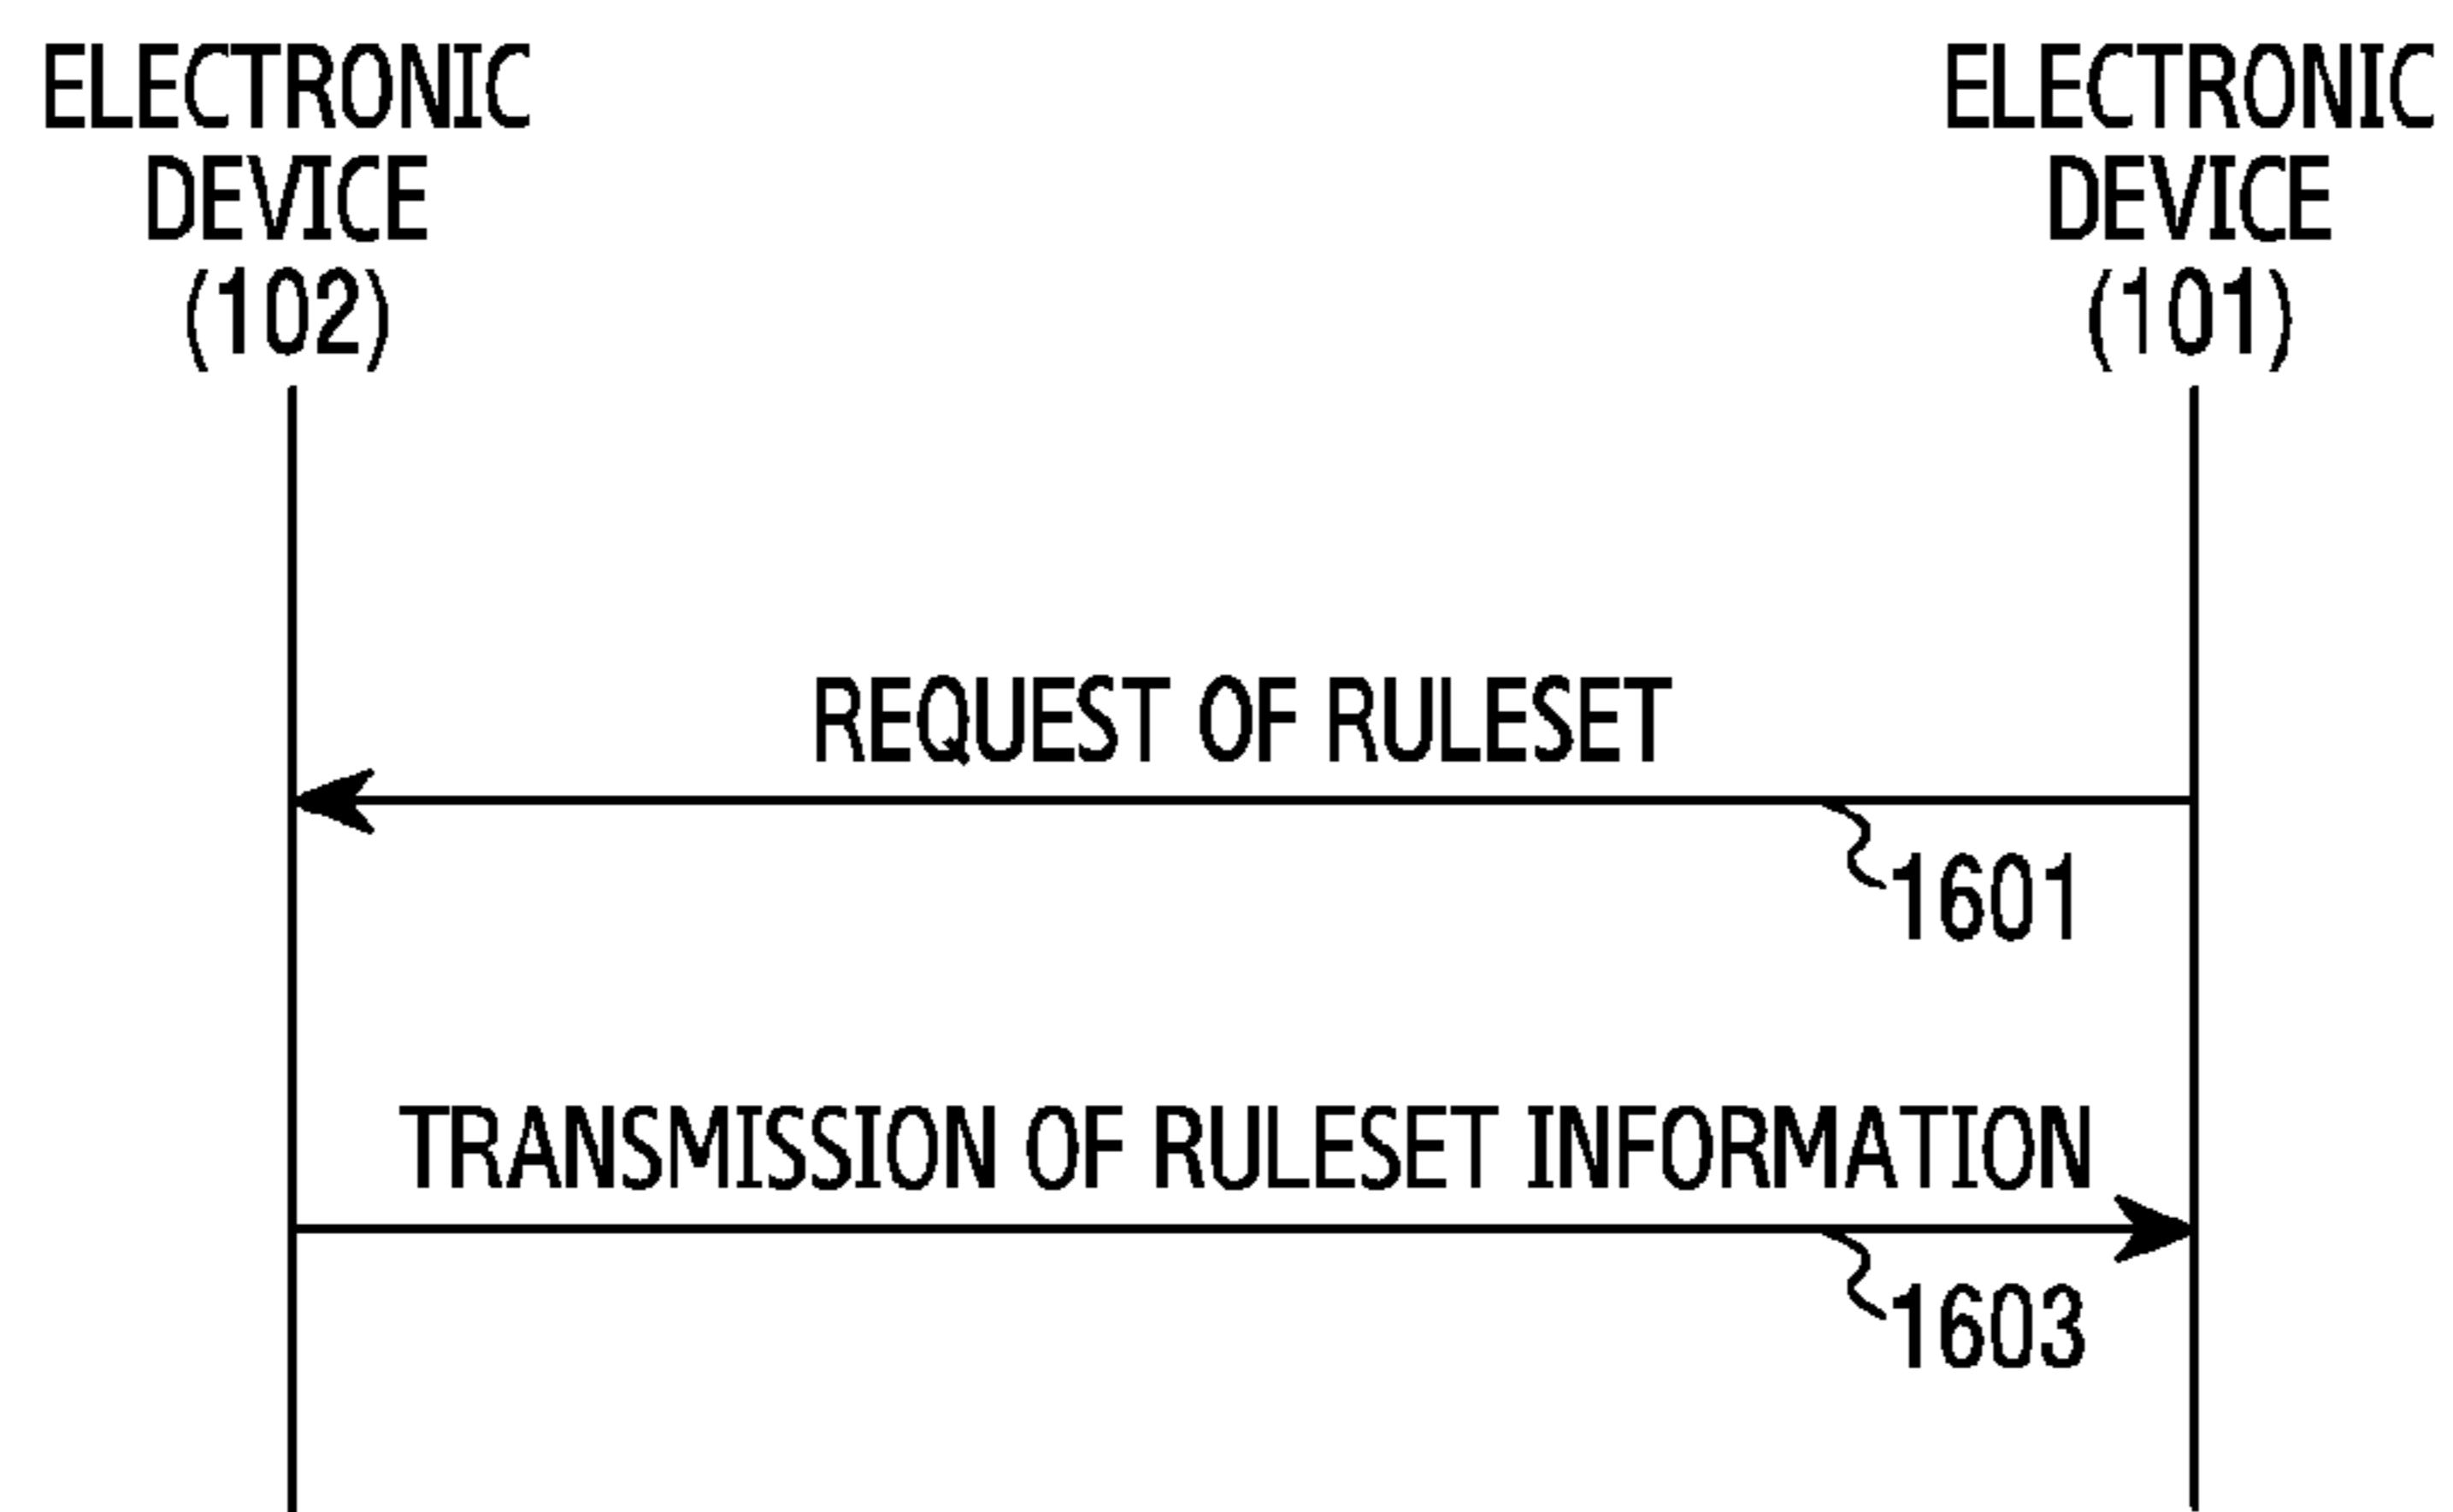 ELECTRONIC
DEVICE
(102)
ELECTRONIC
DEVICE
(101)
REQUEST OF RULESET
1601
TRANSMISSION OF RULESET INFORMATION
1603